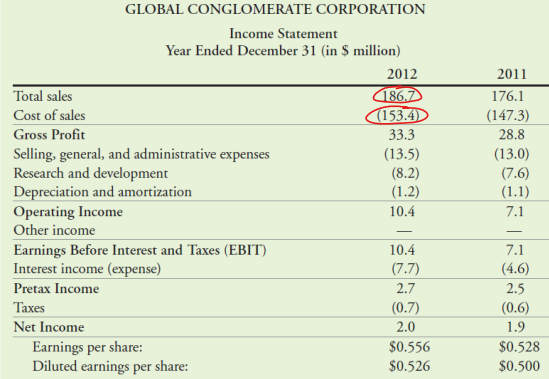 GLOBAL CONGLOMERATE CORPORATION
Income Statement
Year Ended December 31 (in $ million)
2012 2011
Total sales 186.7 176.1
Cost of sales (153.4) (147.3)
Gross Profit 33.3 28.8
Selling, general, and administrative expenses (13.5) (13.0)
Research and development (8.2) (7.6)
Depreciation and amortization (1.2) (1.1)
Operating Income 10.4 7.1
Other income — —
Earnings Before Interest and Taxes (EBIT) 10.4 7.1
Interest income (expense) (7.7) (4.6)
Pretax Income 2.7 2.5
Taxes (0.7) (0.6)
Net Income 2.0 1.9
Earnings per share: $0.556 $0.528
Diluted earnings per share: $0.526 $0.500